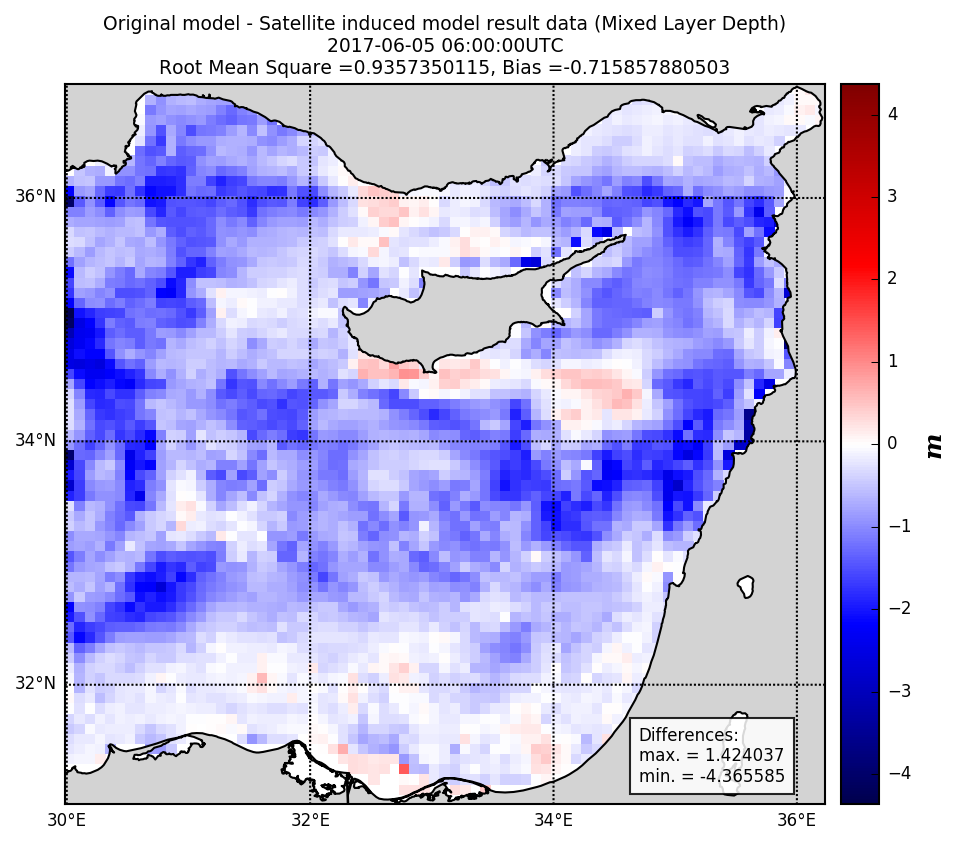 Original model - Satellite induced model result data (Mixed Layer Depth)
2017-06-05 06:00:00UTC
Root Mean Square =0.9357350115, Bias =-0.715857880503
36°N
34°N
32°N
30°E
32°E
34°E
36°E
Differences:
max. = 1.424037
min. = -4.365585
4
3
2
1
0
−1
−2
−3
−4
m